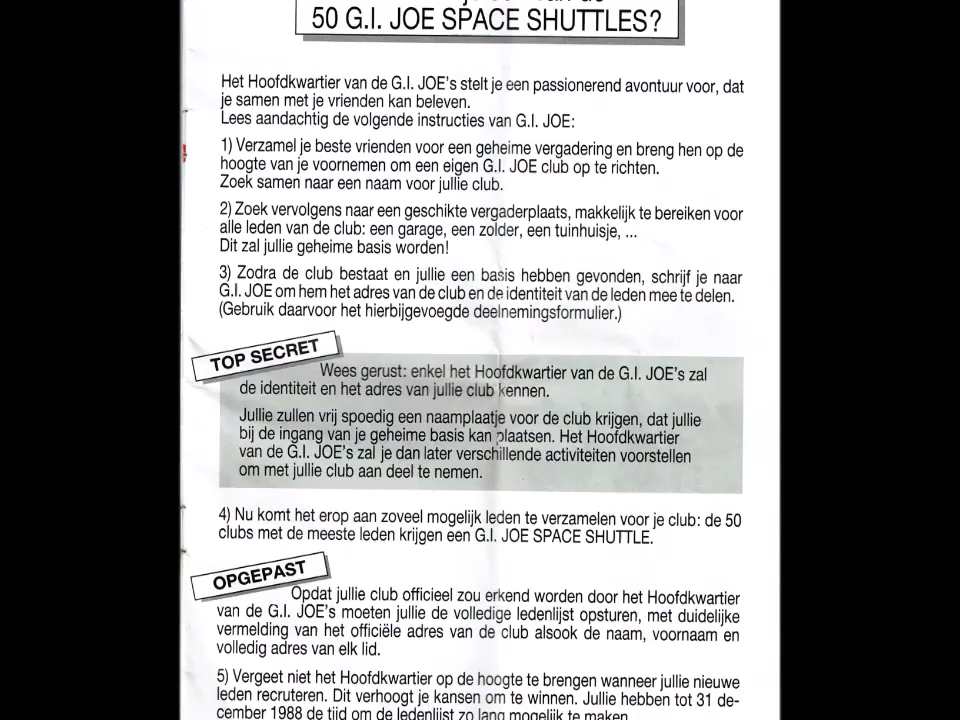 50 G.I. JOE SPACE SHUTTLES?
Het Hoofdkwartier van de G.I. JOE's stelt je een passionerend avontuur voor, dat
je samen met je vrienden kan beleven.
Lees aandachtig de volgende instructies van G.I. JOE:
1) Verzamel je beste vrienden voor een geheime vergadering en breng hen op de
hoogte van je voornemen om een eigen G.I. JOE club op te richten.
Zoek samen naar een naam voor jullie club.
2) Zoek vervolgens naar een geschikte vergaderplaats, makkelijk te bereiken voor
alle leden van de club: een garage, een zolder, een tuinhuisje, ...
Dit zal jullie geheime basis worden!
3) Zodra de club bestaat en jullie een basis hebben gevonden, schrijf je naar
G.I. JOE om hem het adres van de club en de identiteit van de leden mee te delen.
(Gebruik daarvoor het hierbijgevoegde deelnemingsformulier.)
TOP SECRET
Wees gerust: enkel het Hoofdkwartier van de G.I. JOE's zal
de identiteit en het adres van jullie club kennen.
Jullie zullen vrij spoedig een naamplaatje voor de club krijgen, dat jullie
bij de ingang van je geheime basis kan plaatsen. Het Hoofdkwartier
van de G.I. JOE's zal je dan later verschillende activiteiten voorstellen
om met jullie club aan deel te nemen.
4) Nu komt het erop aan zoveel mogelijk leden te verzamelen voor je club: de 50
clubs met de meeste leden krijgen een G.I. JOE SPACE SHUTTLE.
OPGEPAST
Opdat jullie club officieel zou erkend worden door het Hoofdkwartier
van de G.I. JOE's moeten jullie de volledige ledenlijst opsturen, met duidelijke
vermelding van het officiële adres van de club alsook de naam, voornaam en
volledig adres van elk lid.
5) Vergeet niet het Hoofdkwartier op de hoogte te brengen wanneer jullie nieuwe
leden recruteren. Dit verhoogt je kansen om te winnen. Jullie hebben tot 31 de-
cember 1988 de tijd om de ledenlijst zo lang mogelijk te maken.